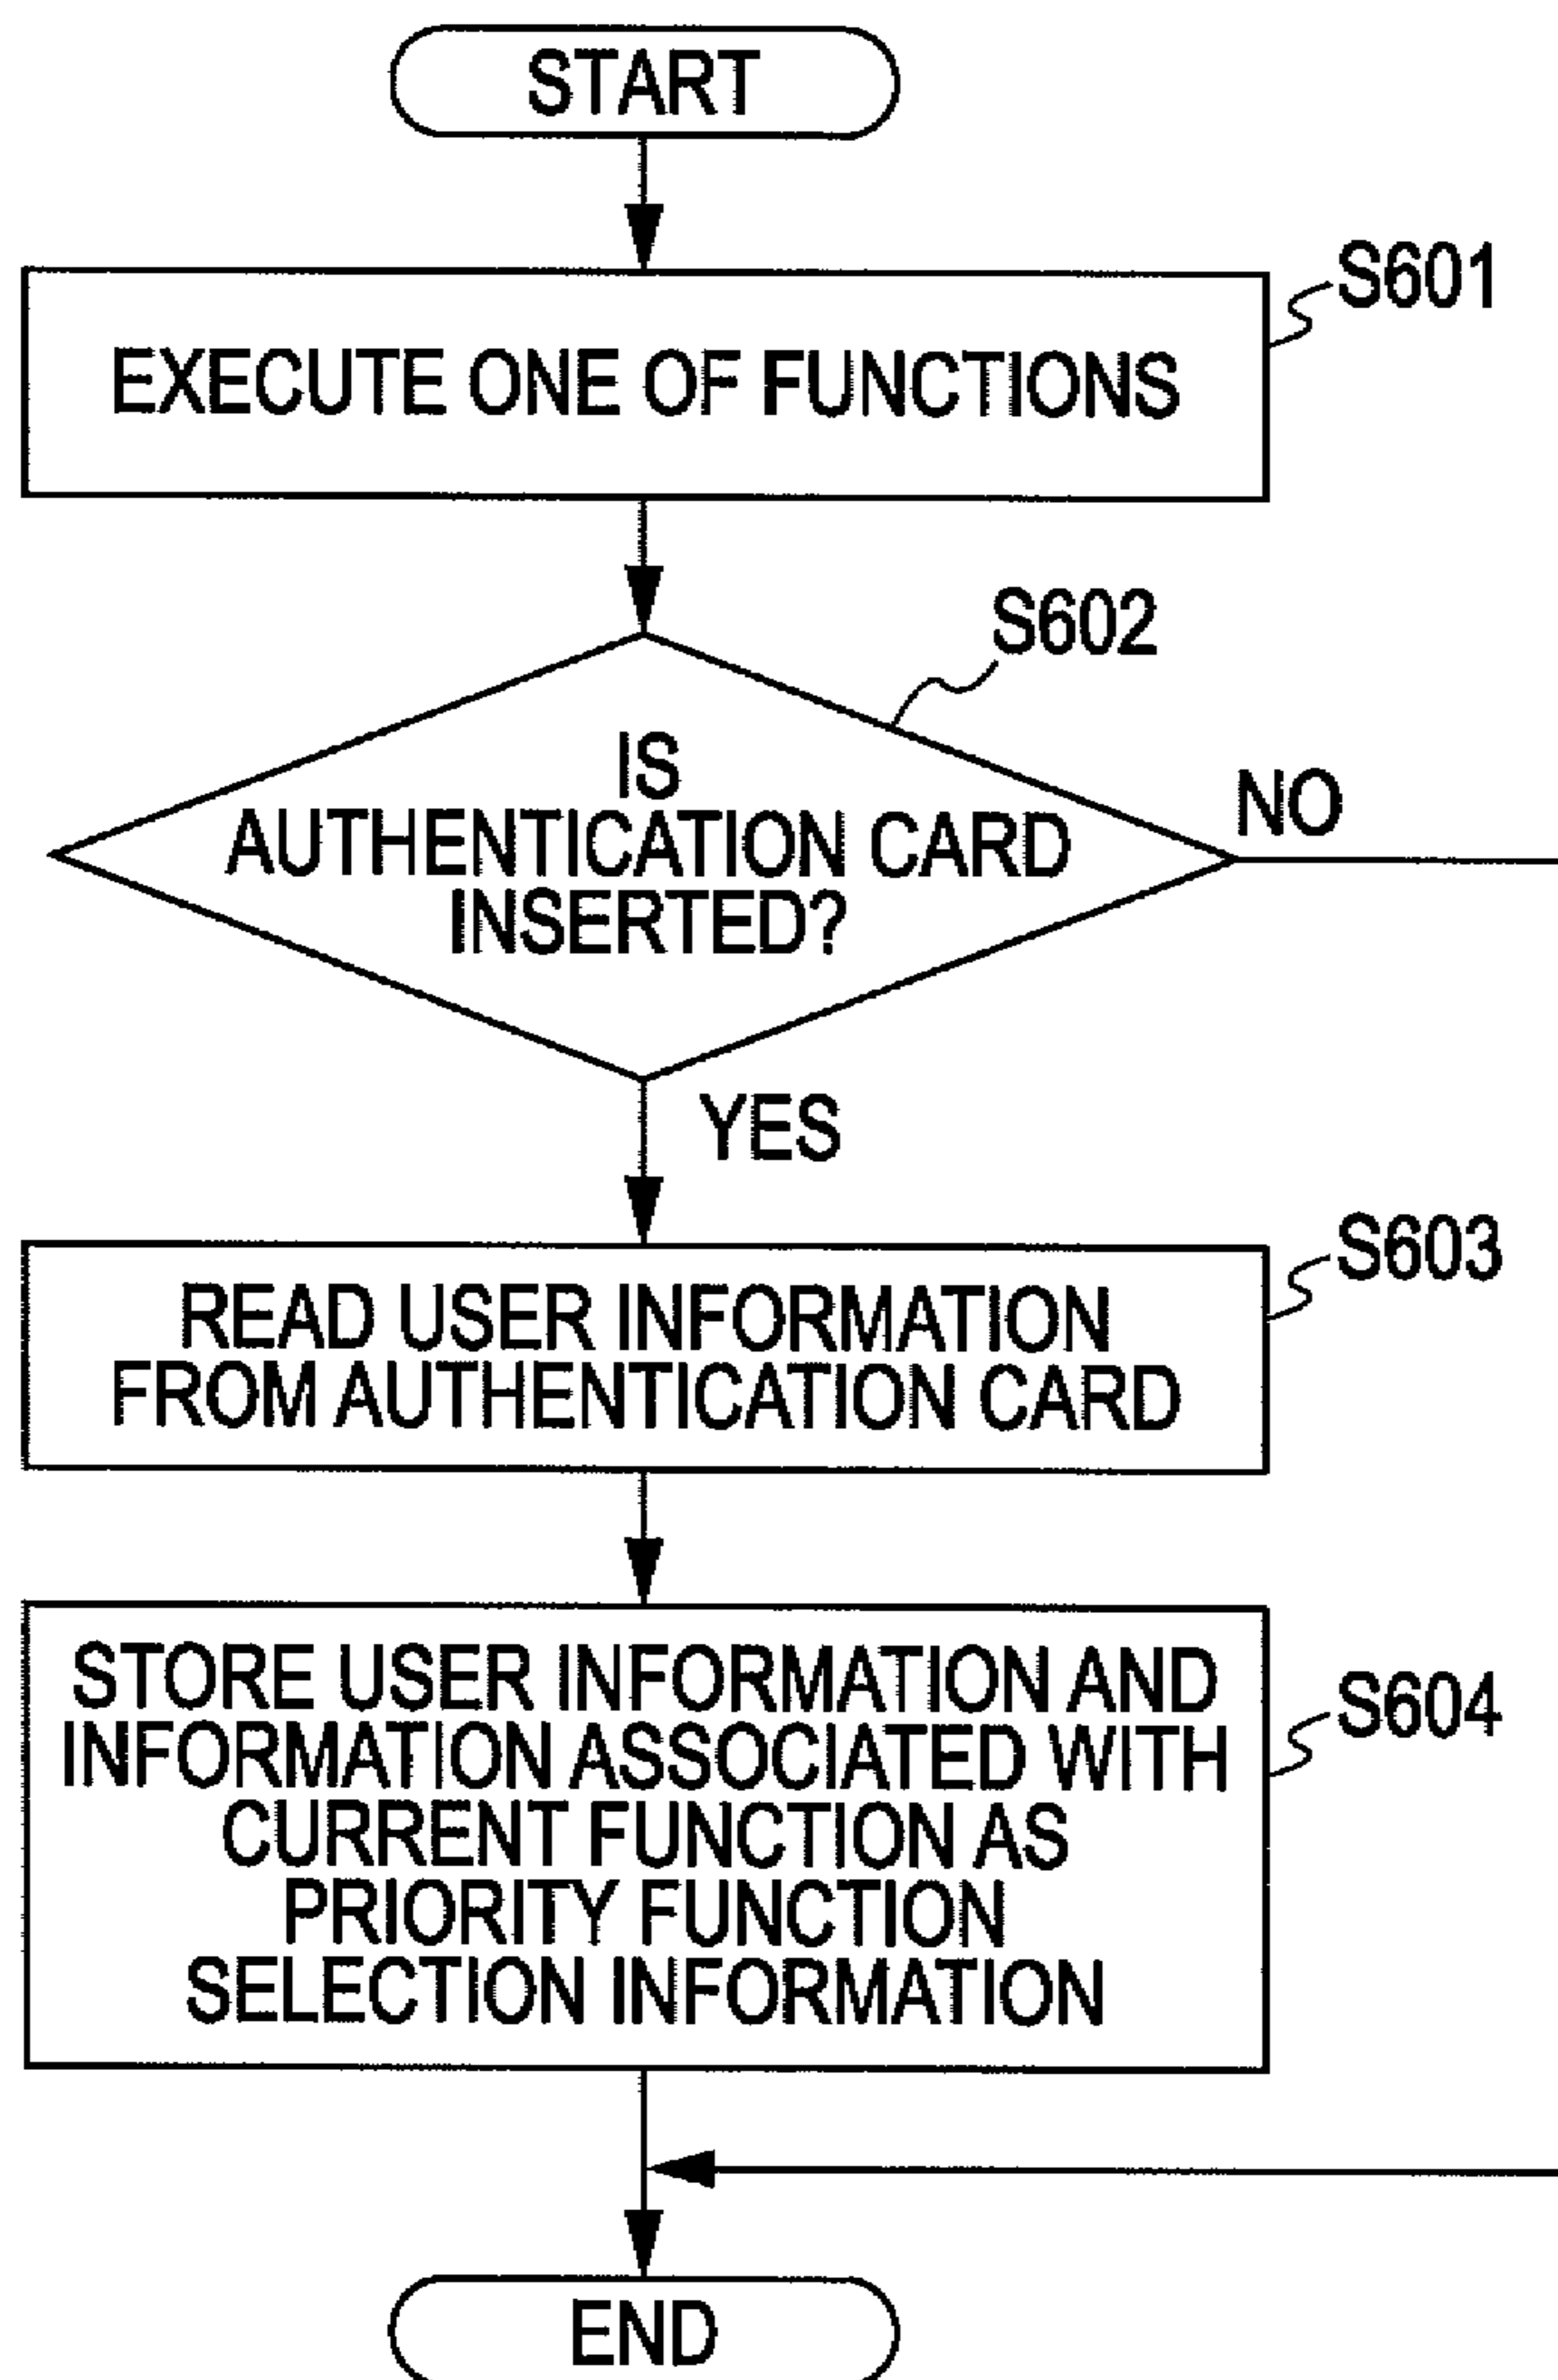 START
S601
EXECUTE ONE OF FUNCTIONS
S602
IS
AUTHENTICATION CARD
INSERTED?
NO
YES
S603
READ USER INFORMATION
FROM AUTHENTICATION CARD
S604
STORE USER INFORMATION AND
INFORMATION ASSOCIATED WITH
CURRENT FUNCTION AS
PRIORITY FUNCTION
SELECTION INFORMATION
END